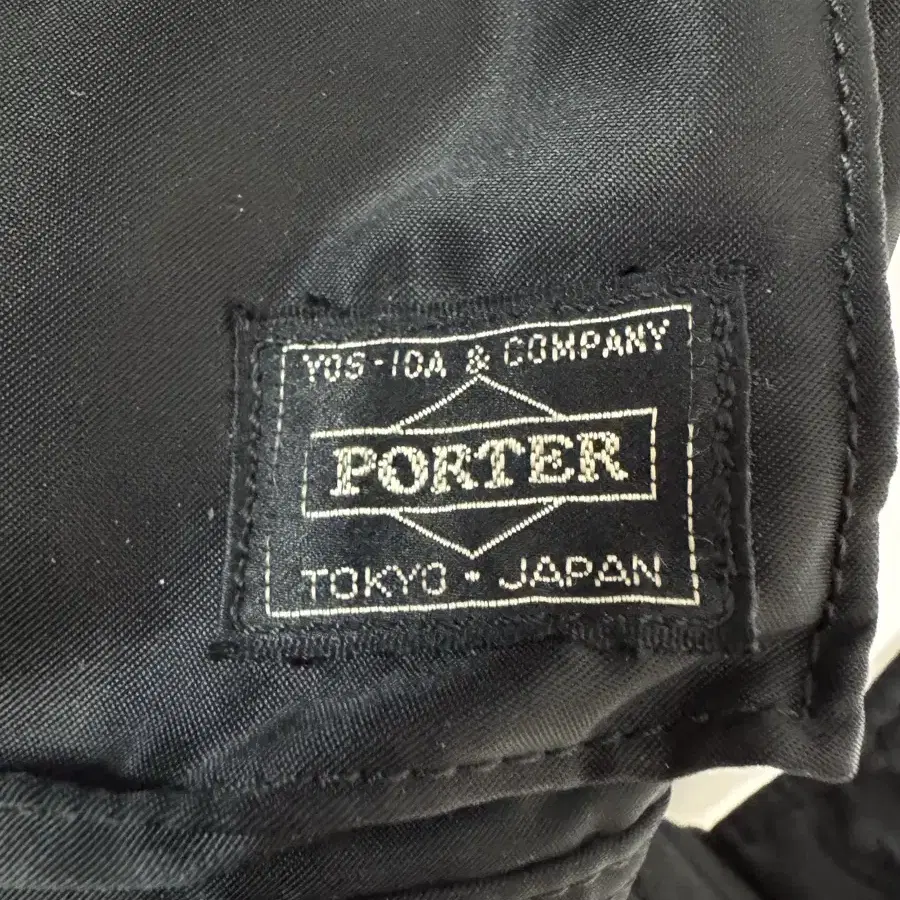 YOS-IDA & COMPANY
PORTER
TOKYO · JAPAN